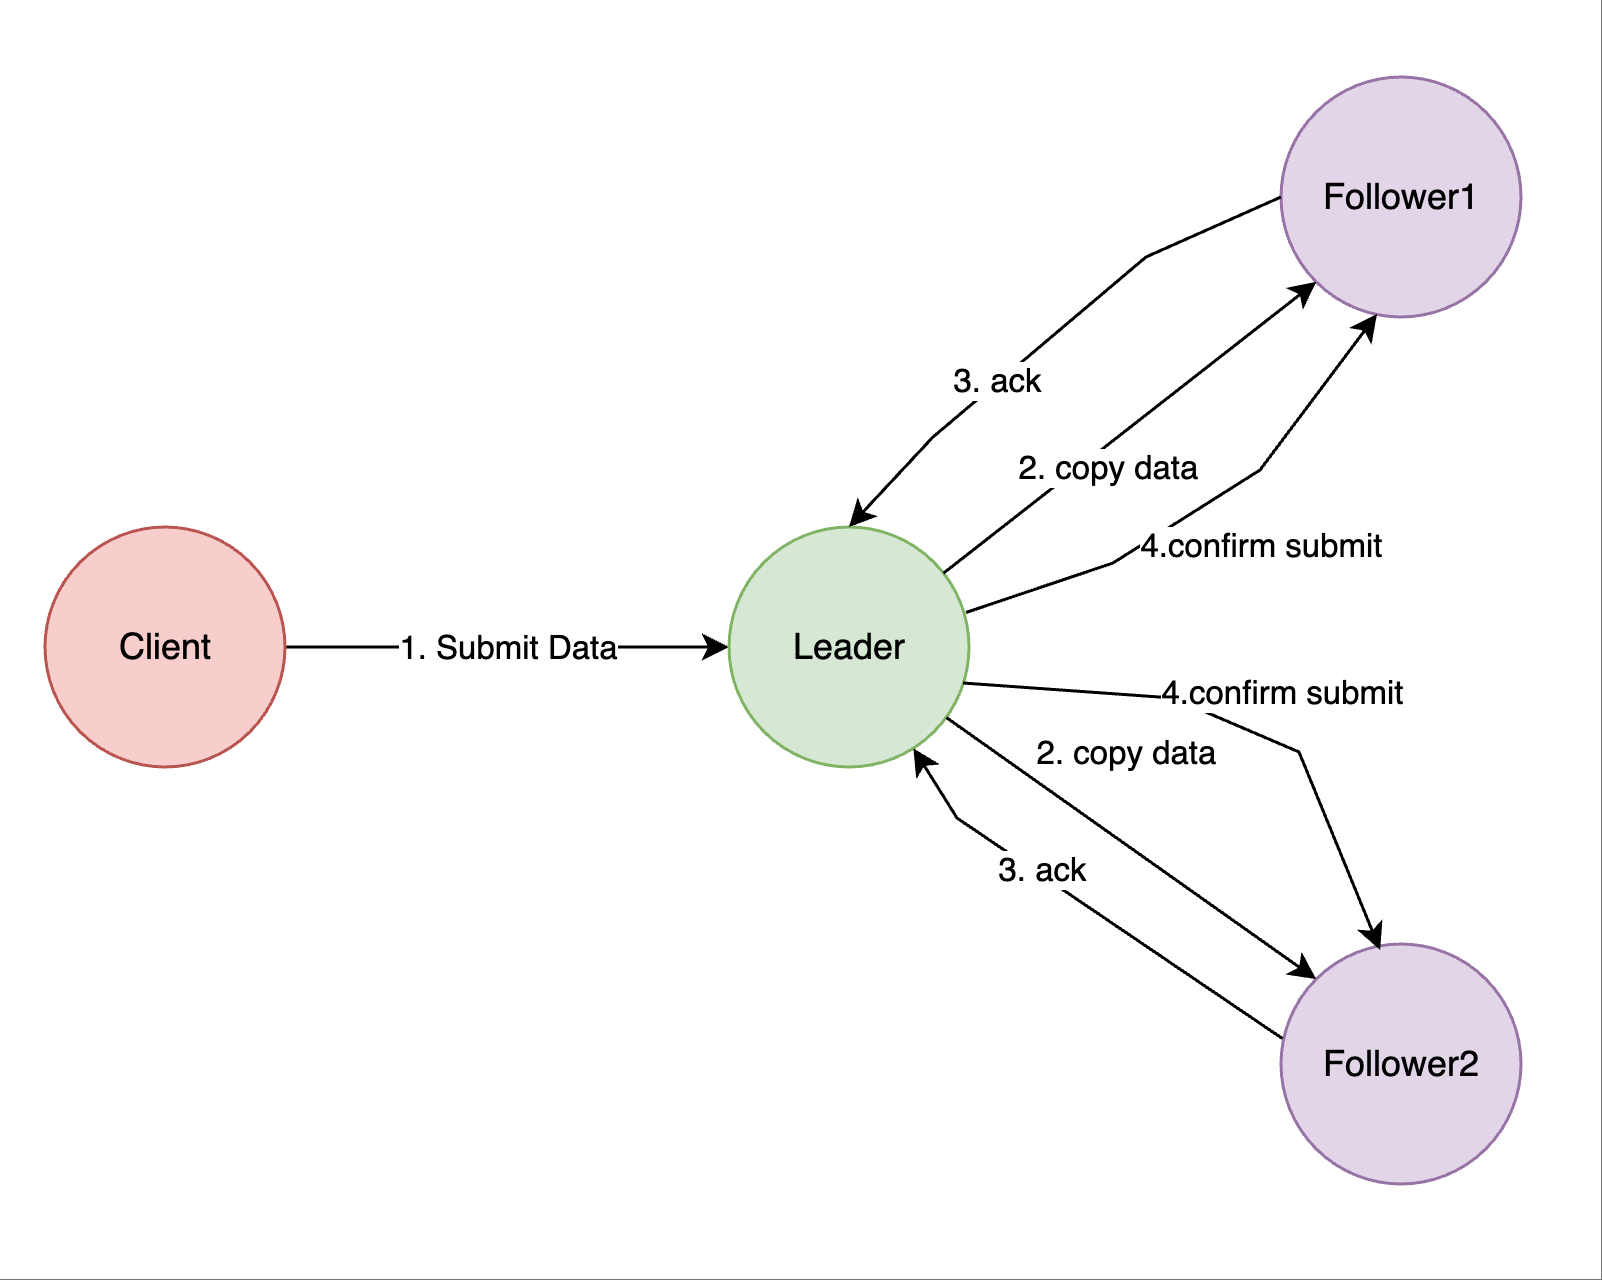 Follower1
3. ack
2. copy data
4.confirm submit
Client
1. Submit Data
Leader
4.confirm submit
2. copy data
3. ack
Follower2